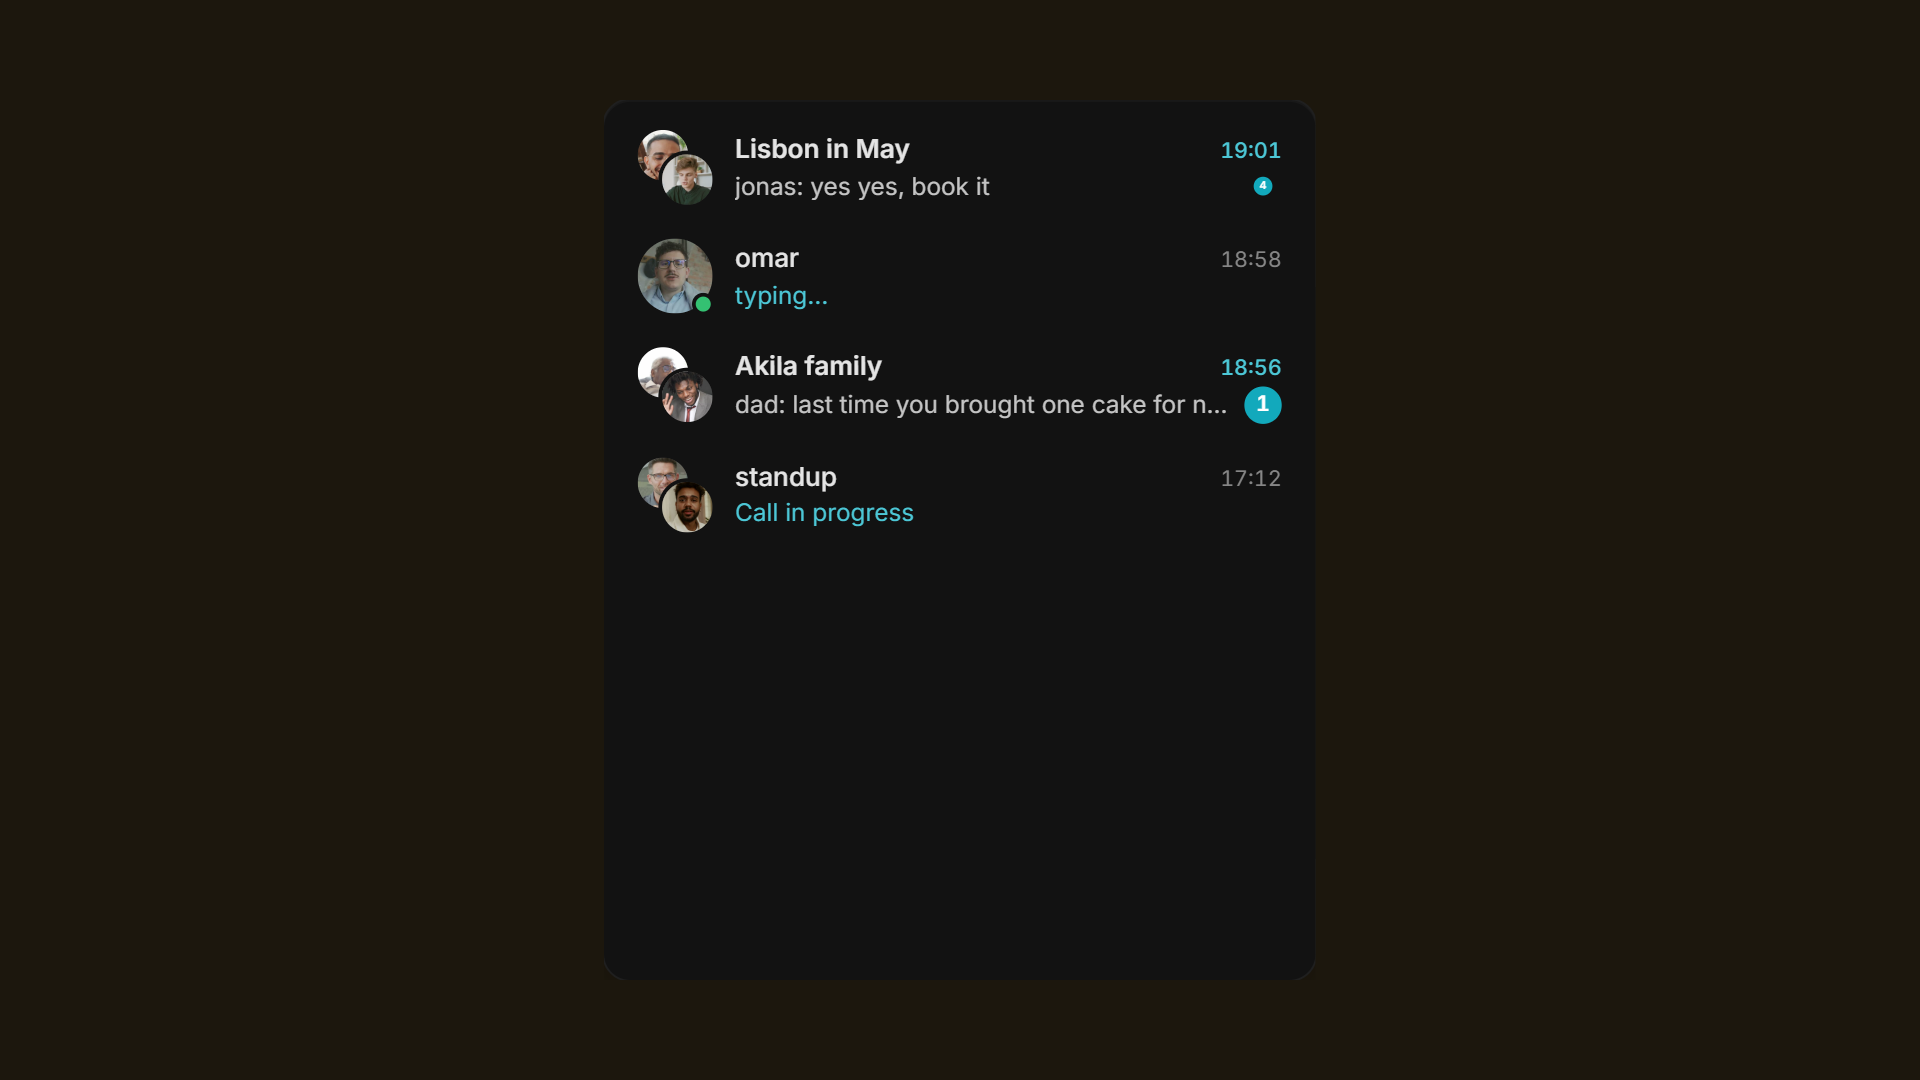 Lisbon in May 19:01
jonas: yes yes, book it 4
omar 18:58
typing...
Akila family 18:56
dad: last time you brought one cake for n... 1
standup 17:12
Call in progress